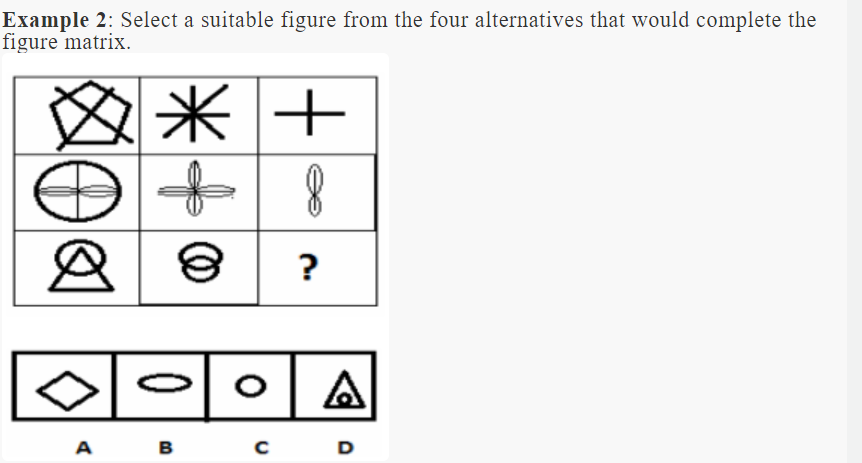 Example 2: Select a suitable figure from the four alternatives that would complete the
figure matrix.
?
A B C D